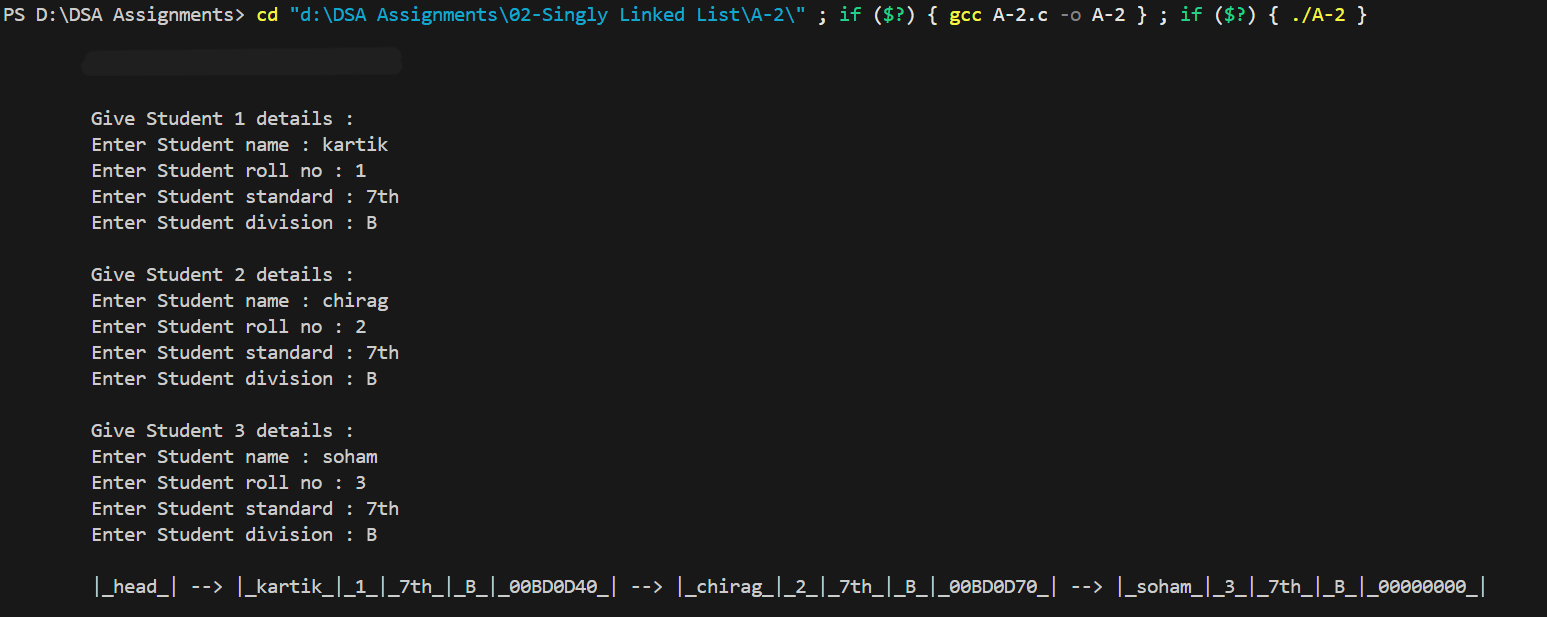 PS D:\DSA Assignments> cd "d:\DSA Assignments\02-Singly Linked List\A-2\" ; if ($?) { gcc A-2.c -o A-2 } ; if ($?) { ./A-2 }
Give Student 1 details :
Enter Student name : kartik
Enter Student roll no : 1
Enter Student standard : 7th
Enter Student division : B
Give Student 2 details :
Enter Student name : chirag
Enter Student roll no : 2
Enter Student standard : 7th
Enter Student division : B
Give Student 3 details :
Enter Student name : soham
Enter Student roll no : 3
Enter Student standard : 7th
Enter Student division : B
|_head_| --> |_kartik_|_1_|_7th_|_B_|_00BD0D40_| --> |_chirag_|_2_|_7th_|_B_|_00BD0D70_| --> |_soham_|_3_|_7th_|_B_|_00000000_|